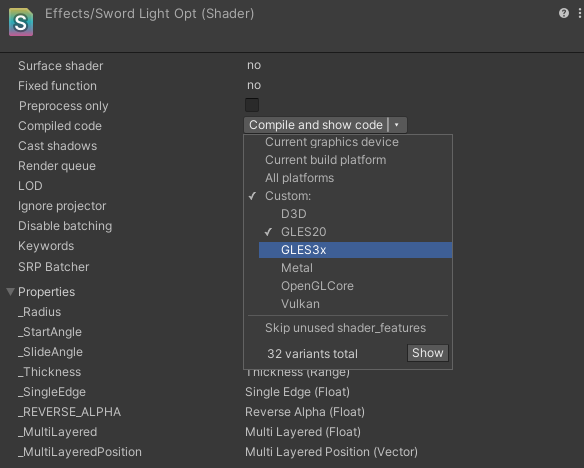 Effects/Sword Light Opt (Shader)
Surface shader no
Fixed function no
Preprocess only
Compiled code Compile and show code | ▾
Cast shadows Current graphics device
Current build platform
Render queue All platforms
LOD ✓ Custom:
Ignore projector D3D
Disable batching ✓ GLES20
Keywords GLES3x
SRP Batcher Metal
Properties OpenGLCore
_Radius Vulkan
_StartAngle Skip unused shader_features
_SlideAngle 32 variants total Show
_Thickness Thickness (Range)
_SingleEdge Single Edge (Float)
_REVERSE_ALPHA Reverse Alpha (Float)
_MultiLayered Multi Layered (Float)
_MultiLayeredPosition Multi Layered Position (Vector)